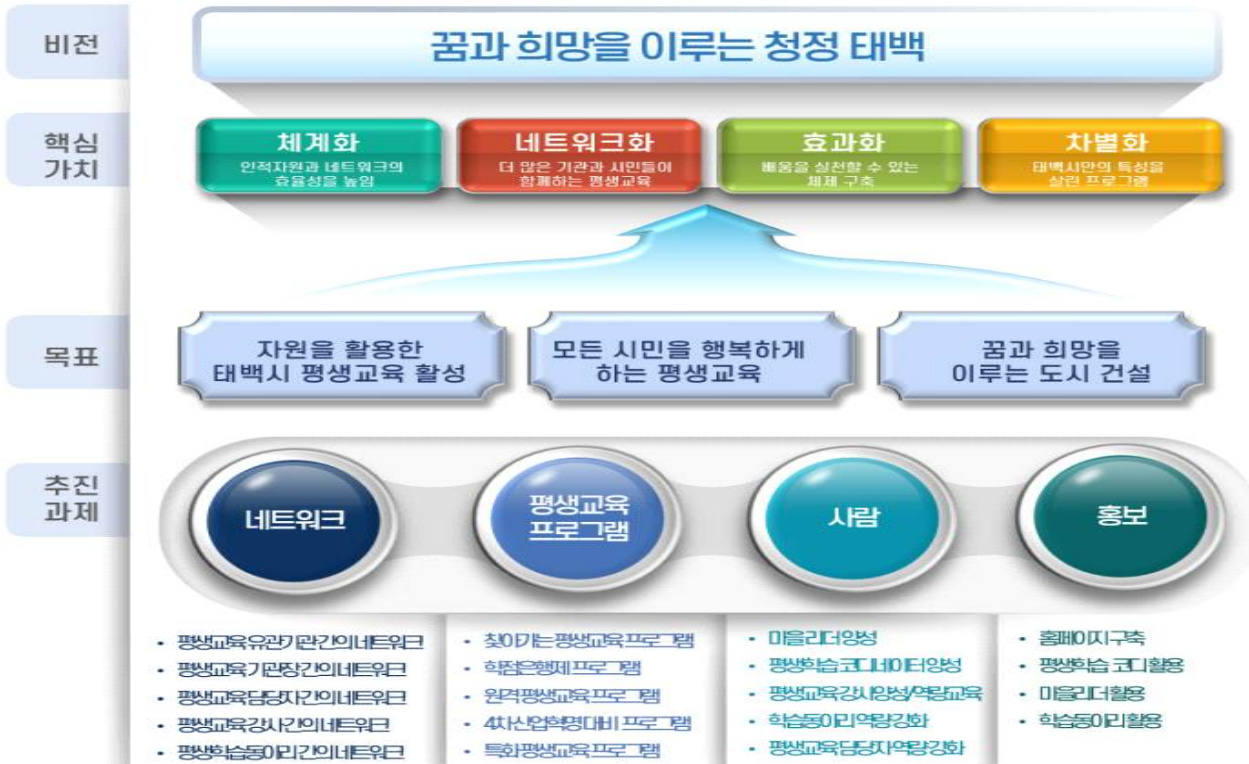 비전
꿈과 희망을 이루는 청정 태백
핵심
가치
체계화
인적자원과 네트워크의
효율성을 높임
네트워크화
더 많은 기관과 시민들이
함께하는 평생교육
효과화
배움을 실천할 수 있는
체제 구축
차별화
태백시만의 특성을
살린 프로그램
목표
자원을 활용한
태백시 평생교육 활성
모든 시민을 행복하게
하는 평생교육
꿈과 희망을
이루는 도시 건설
추진
과제
네트워크
평생교육
프로그램
사람
홍보
• 평생교육유관기관간의네트워크
• 평생교육기관장간의네트워크
• 평생교육담당자간의네트워크
• 평생교육강사간의네트워크
• 평생학습동아리간의네트워크
• 찾아가는평생교육프로그램
• 학점은행제프로그램
• 원격평생교육프로그램
• 4차산업혁명대비 프로그램
• 특화평생교육프로그램
• 마을리더양성
• 평생학습코디네이터양성
• 평생교육강사양성/역량교육
• 학습동아리역량강화
• 평생교육담당자역량강화
• 홈페이지구축
• 평생학습 코디활용
• 마을리더활용
• 학습동아리활용